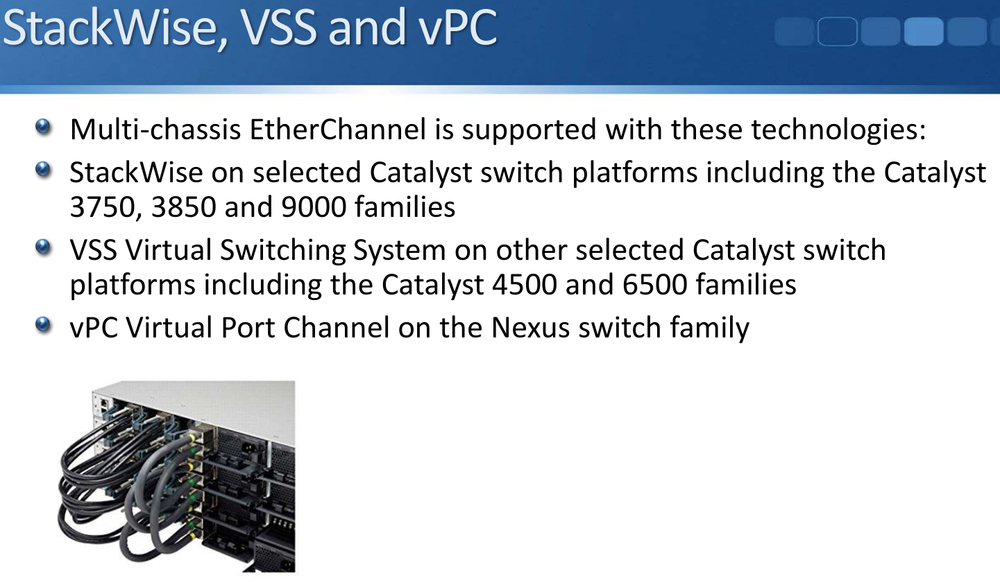 StackWise, VSS and vPC
Multi-chassis EtherChannel is supported with these technologies:
StackWise on selected Catalyst switch platforms including the Catalyst
3750, 3850 and 9000 families
VSS Virtual Switching System on other selected Catalyst switch
platforms including the Catalyst 4500 and 6500 families
vPC Virtual Port Channel on the Nexus switch family